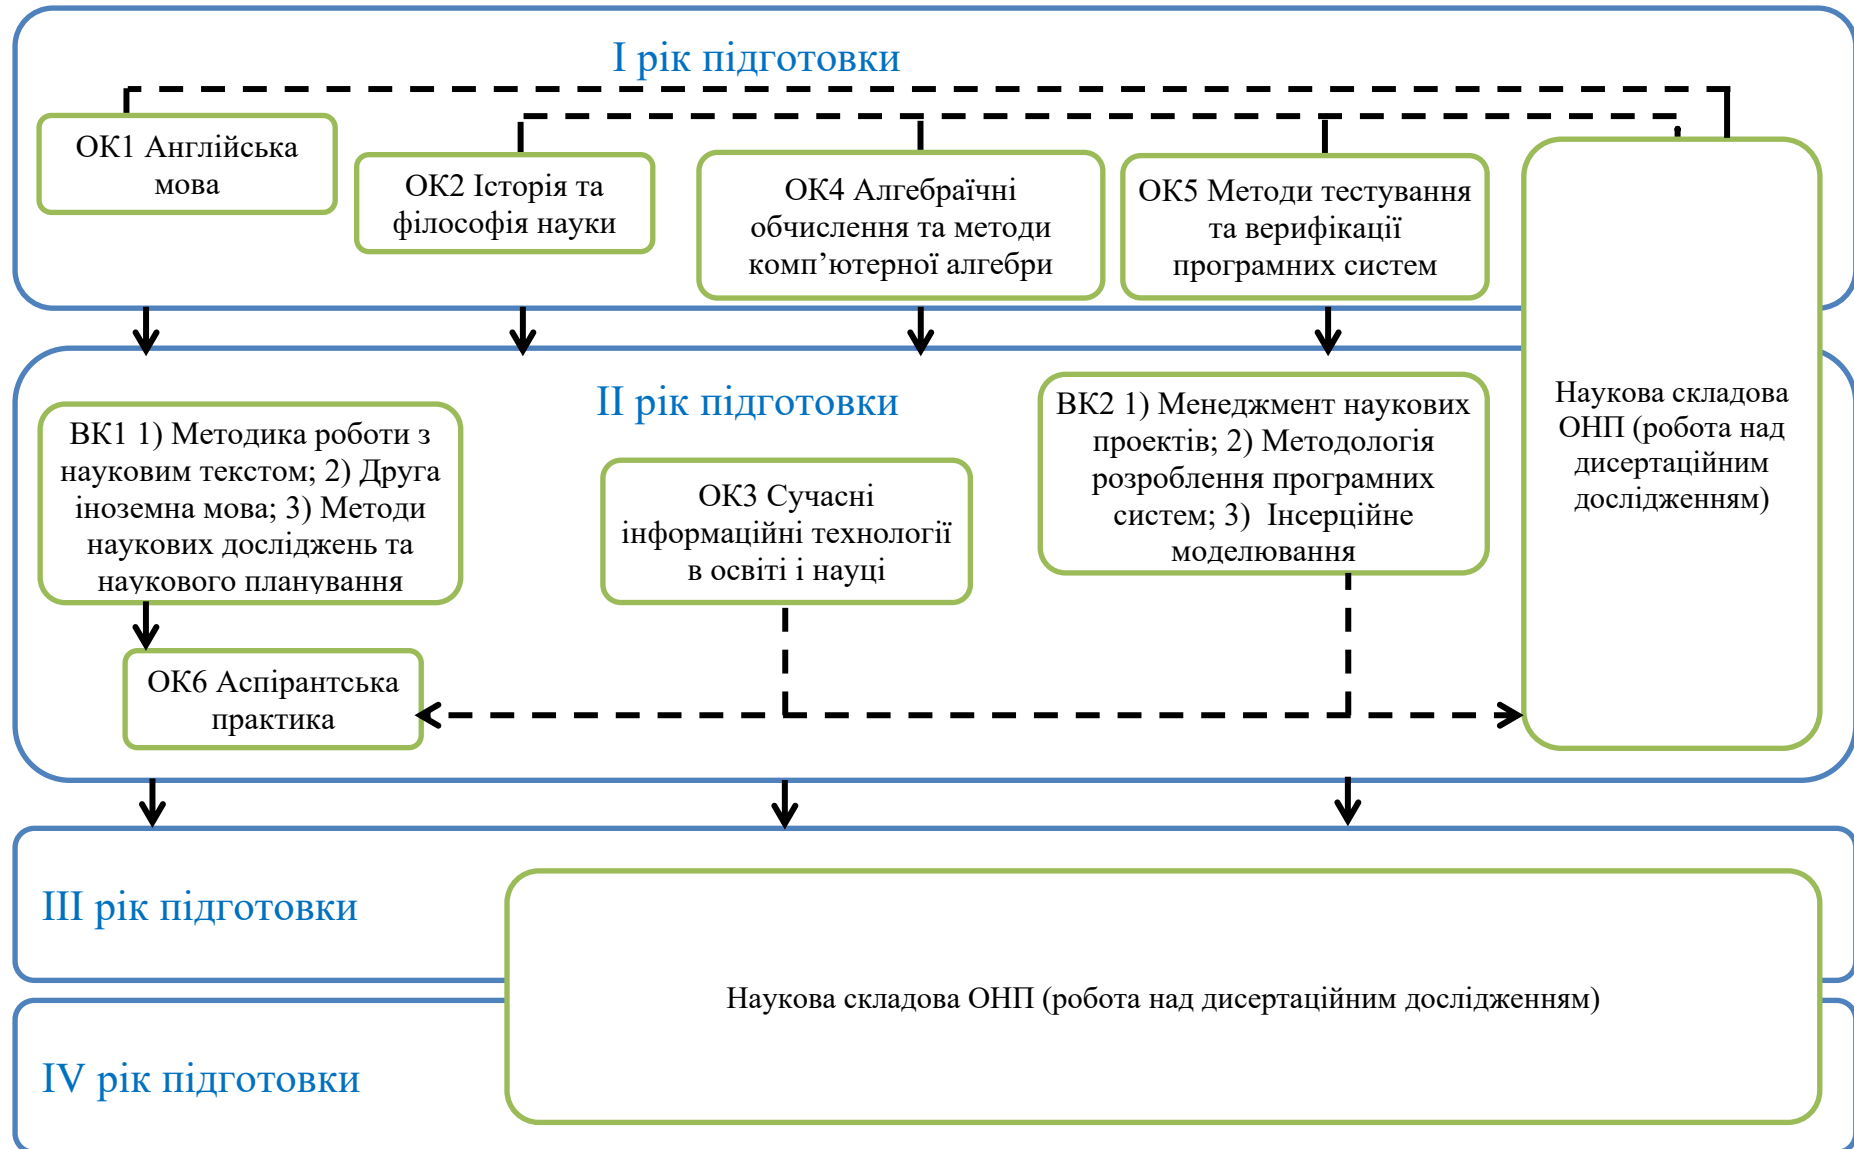 I рік підготовки
ОК1 Англійська
мова
ОК2 Історія та
філософія науки
ОК4 Алгебраїчні
обчислення та методи
комп’ютерної алгебри
ОК5 Методи тестування
та верифікації
програмних систем
Наукова складова
ОНП (робота над
дисертаційним
дослідженням)
II рік підготовки
ВК1 1) Методика роботи з
науковим текстом; 2) Друга
іноземна мова; 3) Методи
наукових досліджень та
наукового планування
ОК3 Сучасні
інформаційні технології
в освіті і науці
ВК2 1) Менеджмент наукових
проектів; 2) Методологія
розроблення програмних
систем; 3) Інсерційне
моделювання
ОК6 Аспірантська
практика
III рік підготовки
Наукова складова ОНП (робота над дисертаційним дослідженням)
IV рік підготовки